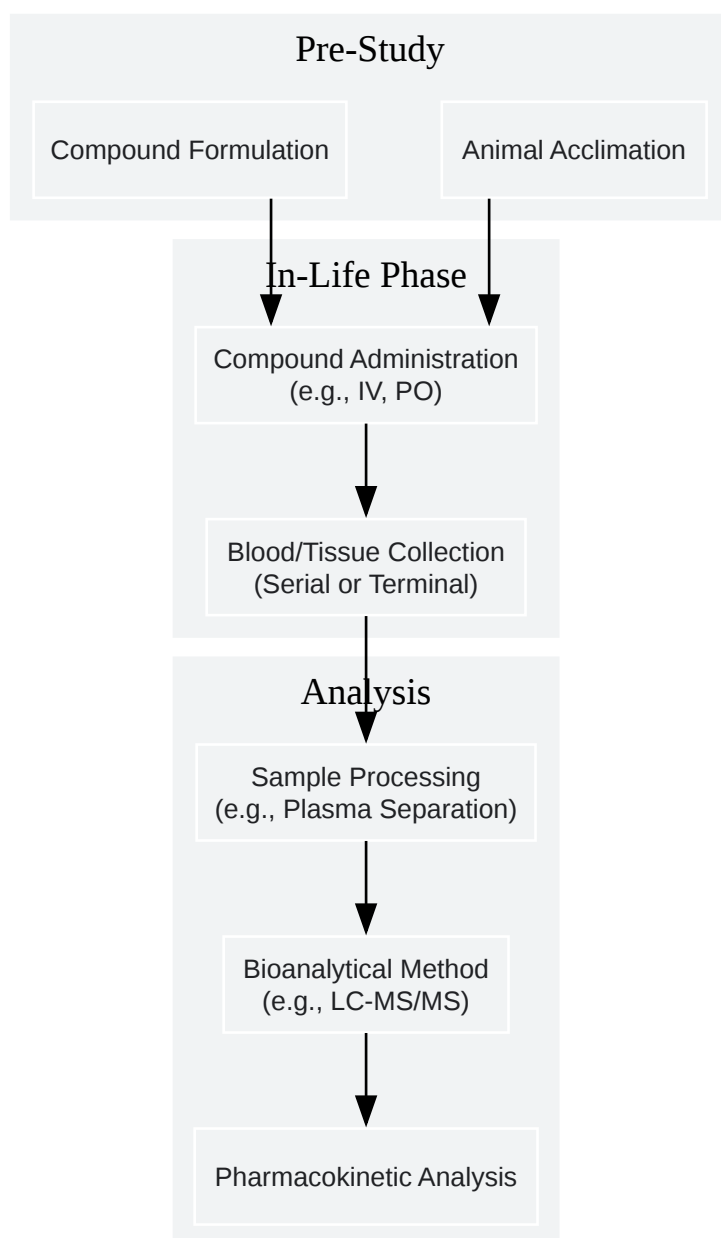 Pre-Study
Compound Formulation
Animal Acclimation
In-Life Phase
Compound Administration
(e.g., IV, PO)
Blood/Tissue Collection
(Serial or Terminal)
Analysis
Sample Processing
(e.g., Plasma Separation)
Bioanalytical Method
(e.g., LC-MS/MS)
Pharmacokinetic Analysis